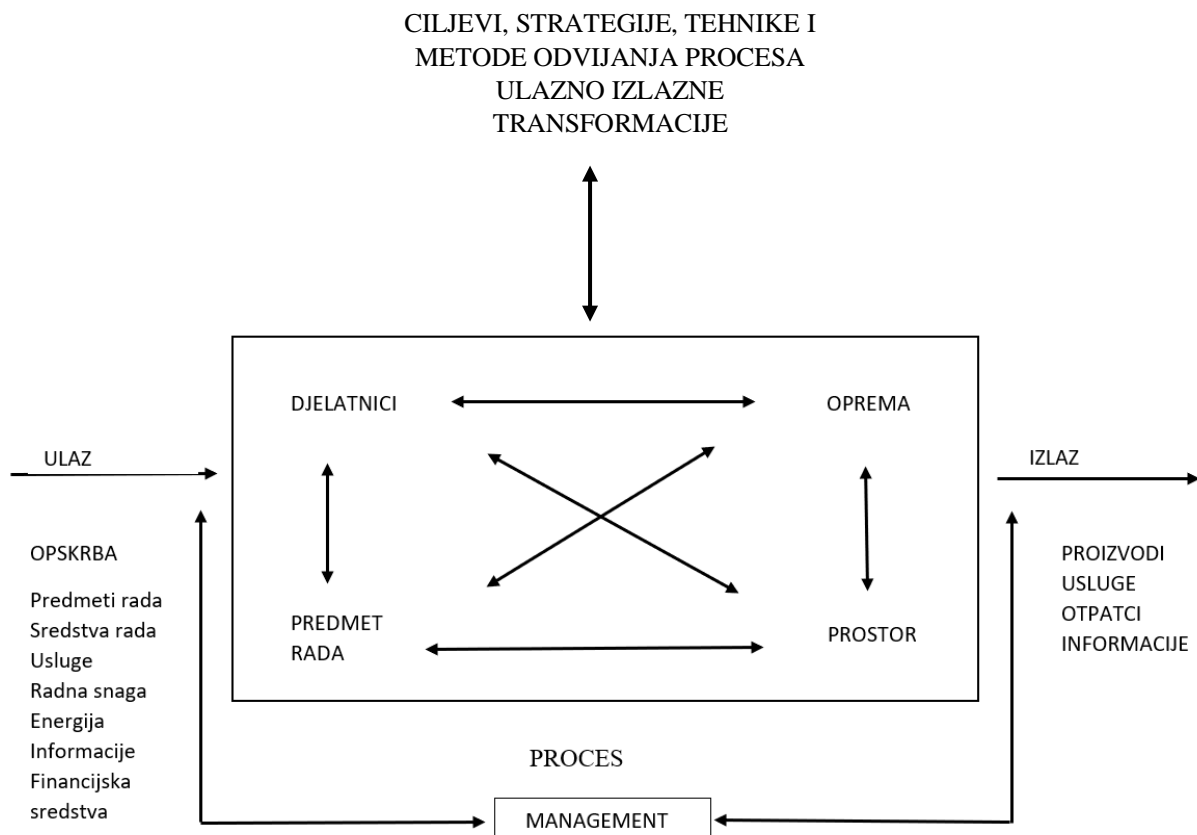 CILJEVI, STRATEGIJE, TEHNIKE I
METODE ODVIJANJA PROCESA
ULAZNO IZLAZNE
TRANSFORMACIJE
DJELATNICI
OPREMA
ULAZ
IZLAZ
OPSKRBA
Predmeti rada
Sredstva rada
Usluge
Radna snaga
Energija
Informacije
Financijska
sredstva
PREDMET
RADA
PROSTOR
PROIZVODI
USLUGE
OTPATCI
INFORMACIJE
PROCES
MANAGEMENT